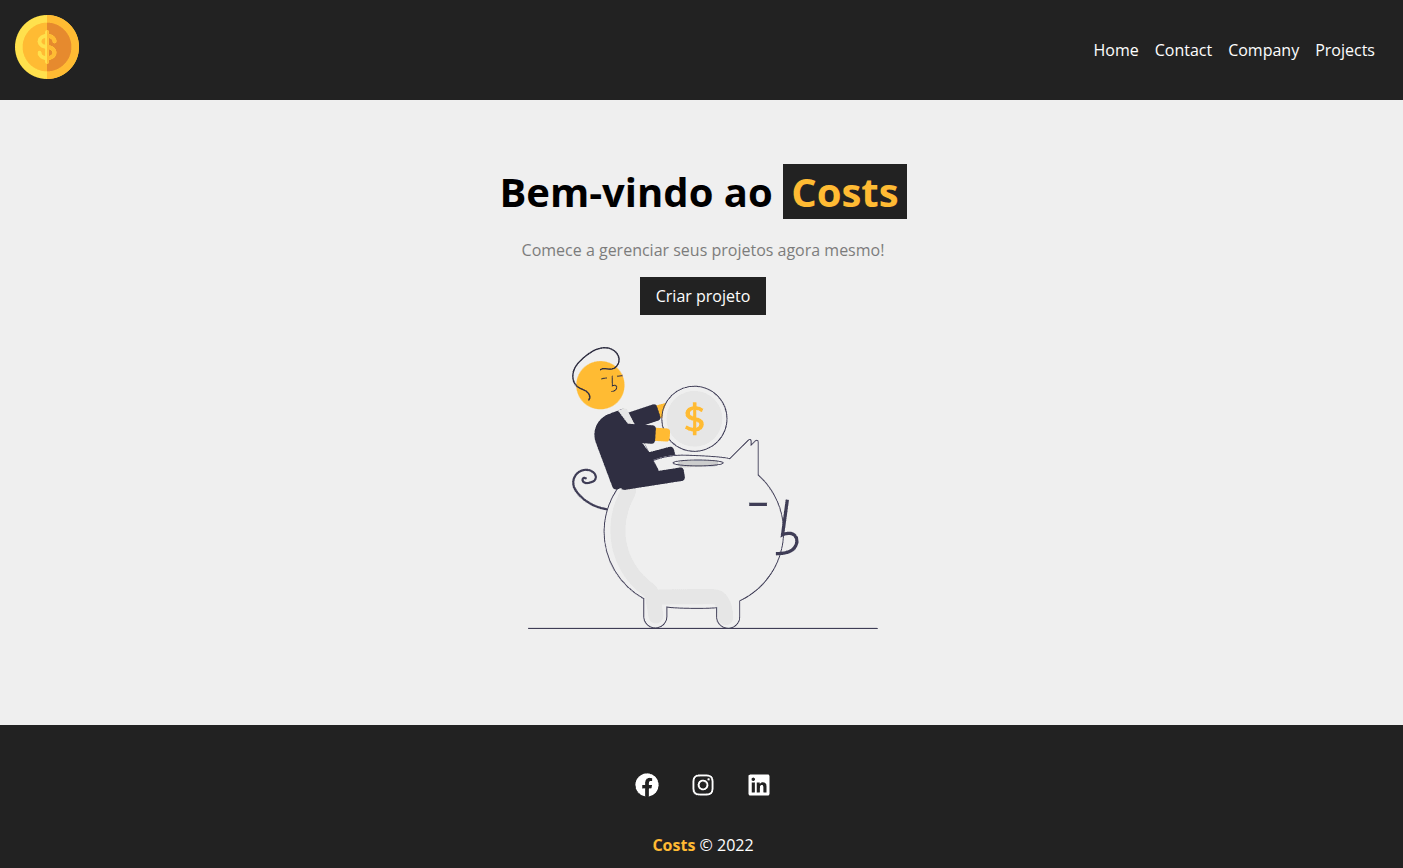 $
Home Contact Company Projects
Bem-vindo ao Costs
Comece a gerenciar seus projetos agora mesmo!
Criar projeto
$
Costs © 2022